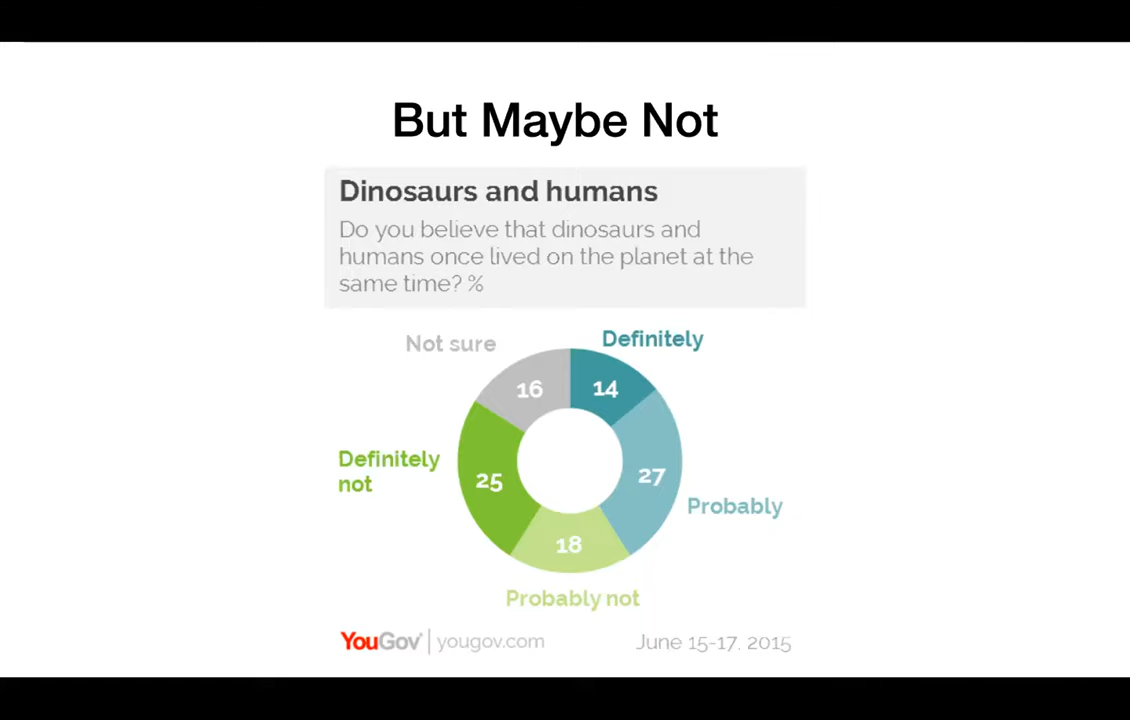 But Maybe Not
Dinosaurs and humans
Do you believe that dinosaurs and
humans once lived on the planet at the
same time? %
Not sure
Definitely
16
14
Definitely
not
25
27
Probably
18
Probably not
YouGov | yougov.com
June 15-17, 2015